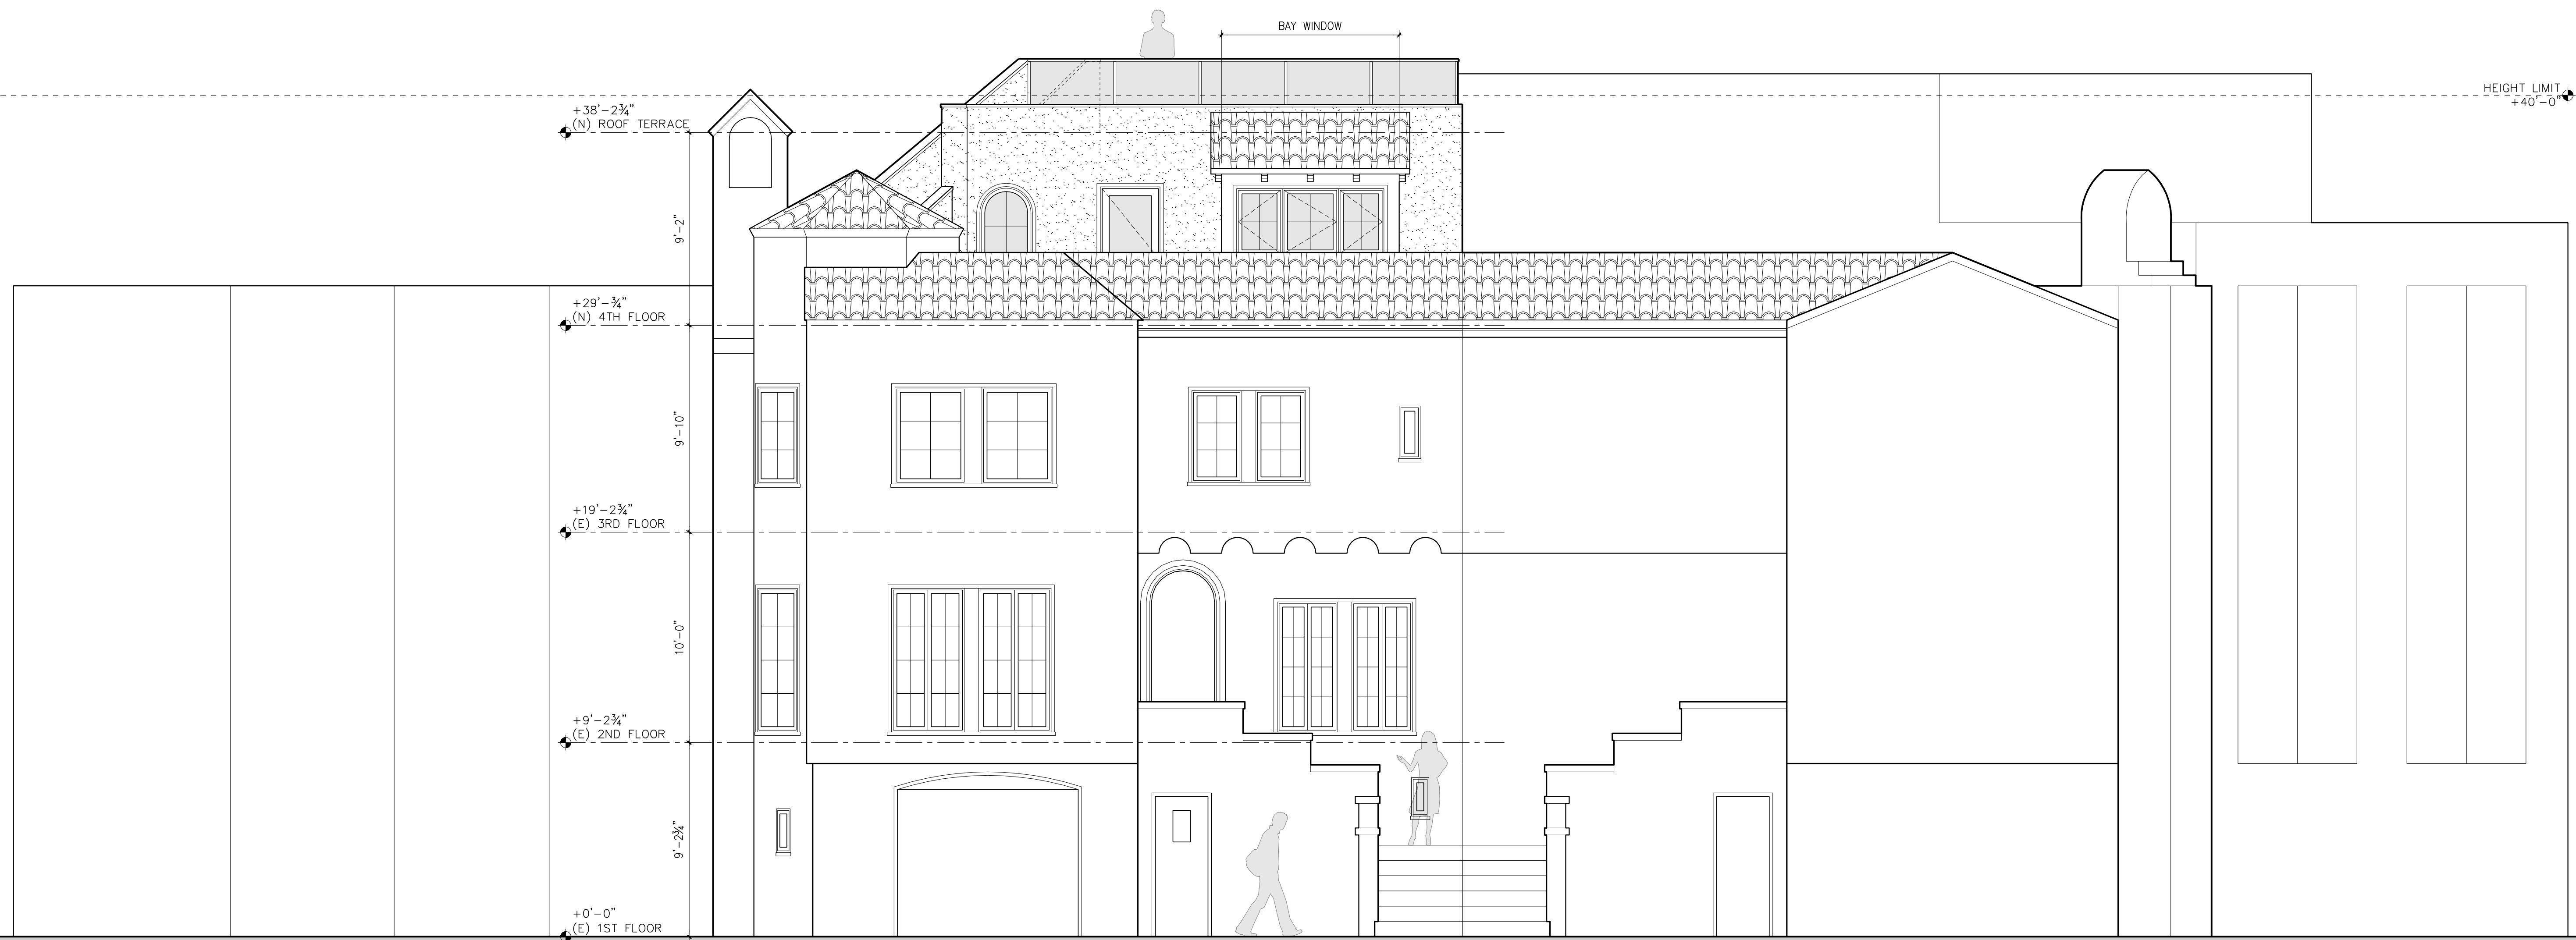 BAY WINDOW
HEIGHT LIMIT
+40'-0"
+38'-2¾"
(N) ROOF TERRACE
9'-2"
+29'-¾"
(N) 4TH FLOOR
9'-10"
+19'-2¾"
(E) 3RD FLOOR
10'-0"
+9'-2¾"
(E) 2ND FLOOR
9'-2¾"
+0'-0"
(E) 1ST FLOOR